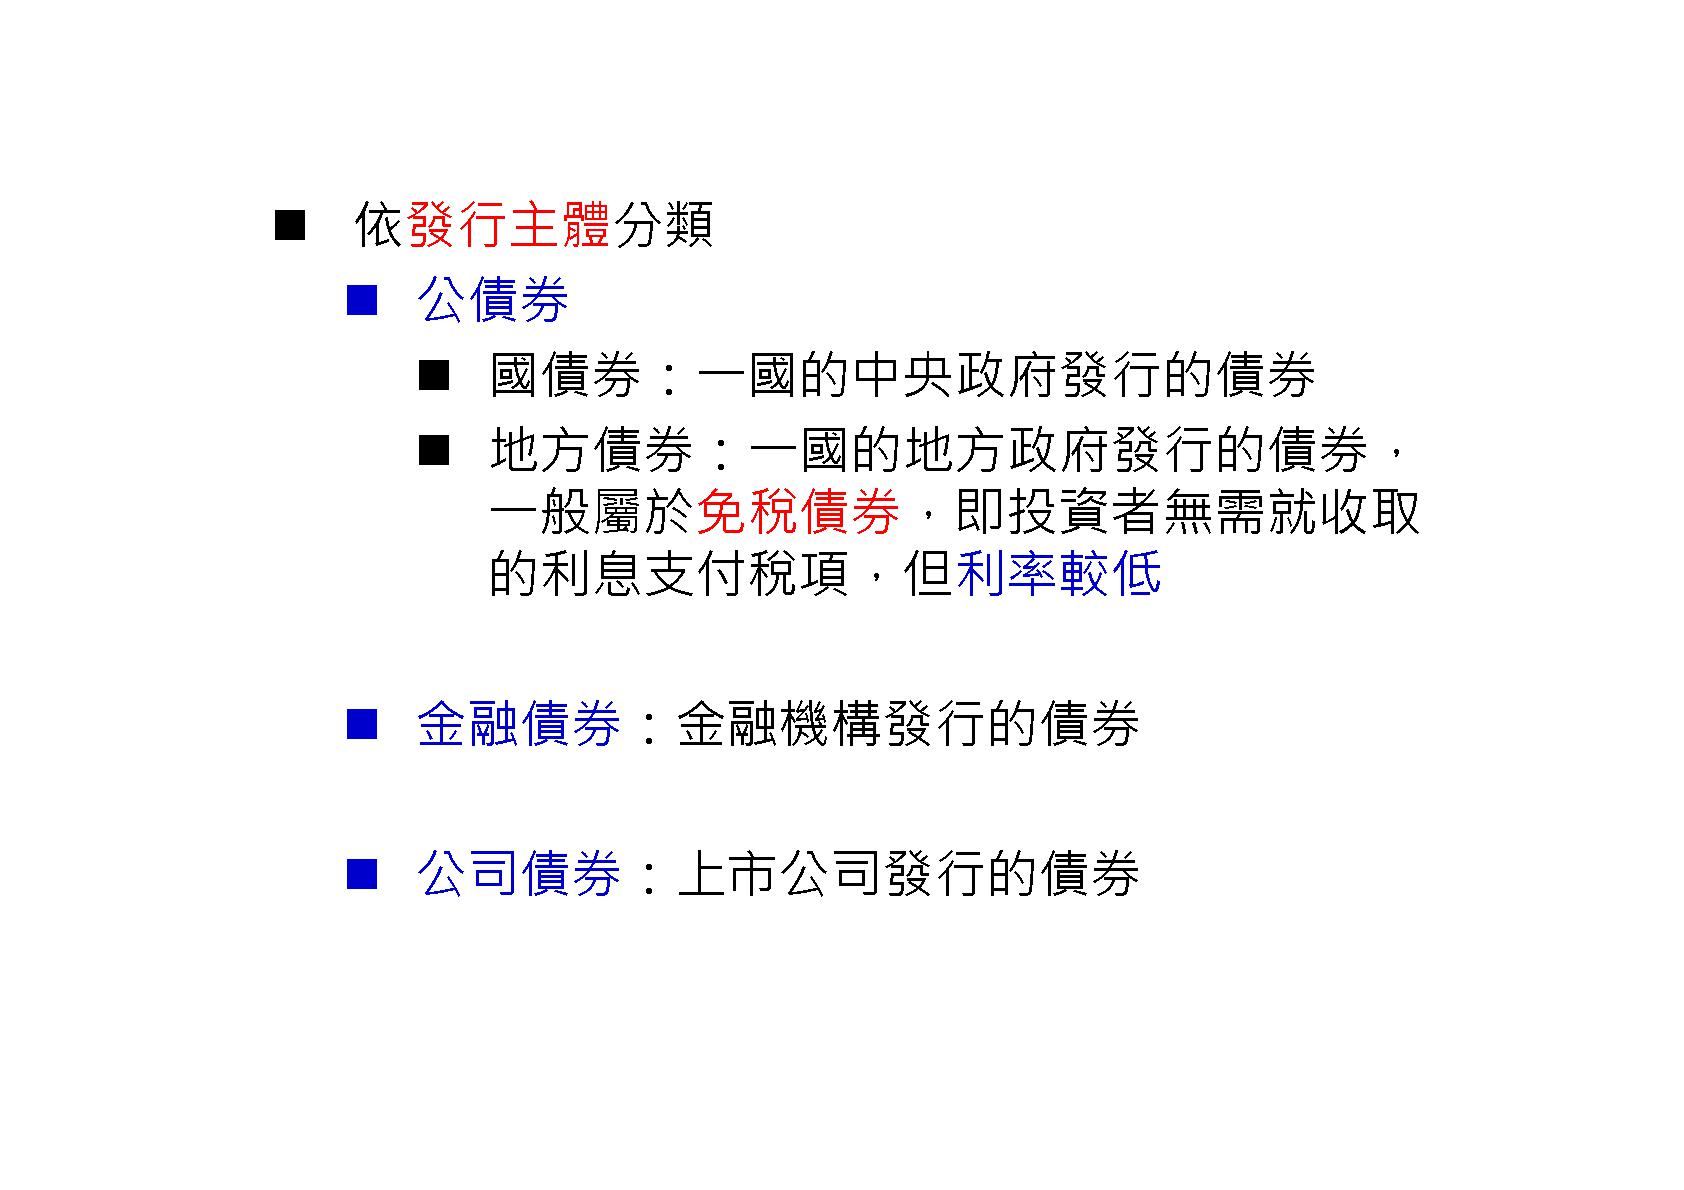 ■ 依發行主體分類
■ 公債券
■ 國債券：一國的中央政府發行的債券
■ 地方債券：一國的地方政府發行的債券，
一般屬於免稅債券，即投資者無需就收取
的利息支付稅項，但利率較低
■ 金融債券：金融機構發行的債券
■ 公司債券：上市公司發行的債券